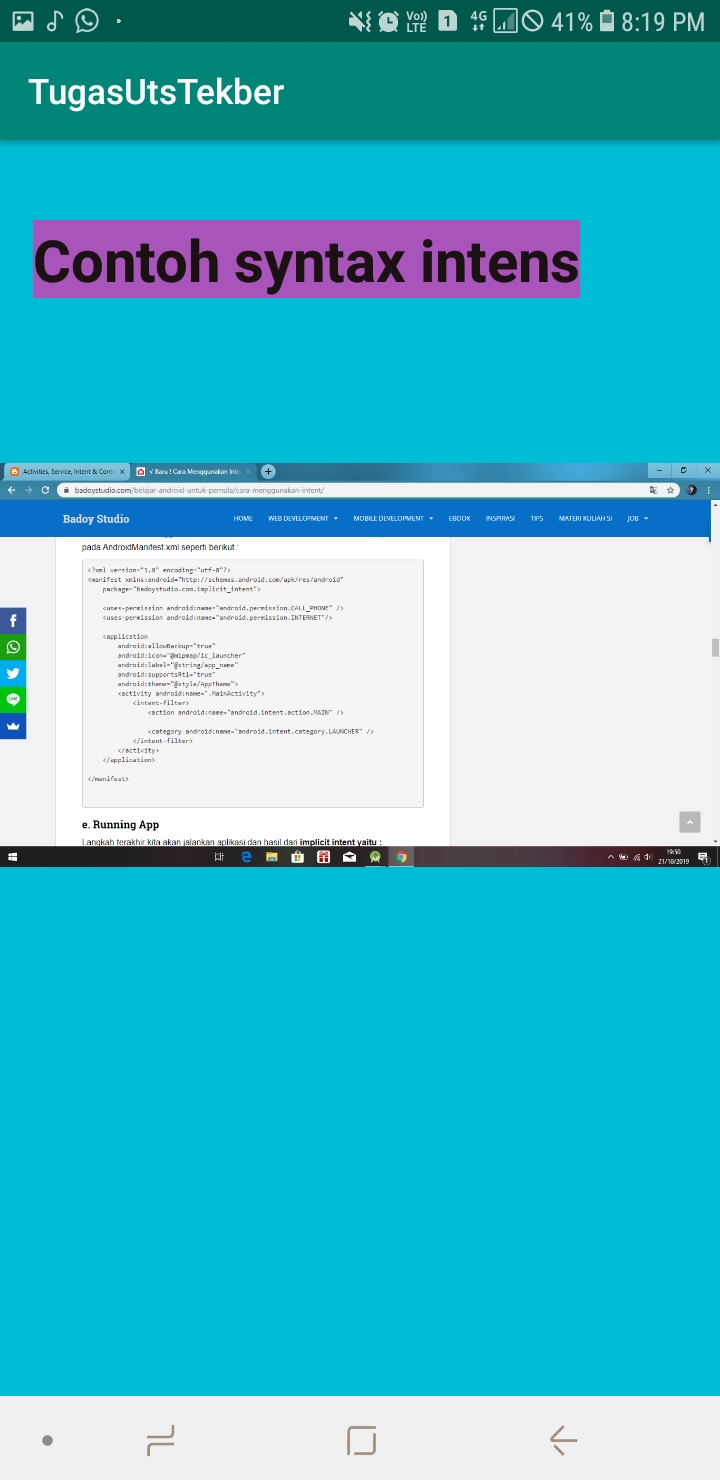 Vo)) LTE 1 4G 41% 8:19 PM
TugasUtsTekber
Contoh syntax intens
Activities, Service, Intent & Cont × √ Baru ! Cara Menggunakan Inte ×
badoystudio.com/belajar-android-untuk-pemula/cara-menggunakan-intent/
Badoy Studio HOME WEB DEVELOPMENT MOBILE DEVELOPMENT EBOOK INSPIRASI TIPS MATERI KULIAH SI JOB
pada AndroidManifest xml seperti berikut :
<?xml version="1.0" encoding="utf-8"?>
<manifest xmlns:android="http://schemas.android.com/apk/res/android"
package="badoystudio.com.implicit_intent">
<uses-permission android:name="android.permission.CALL_PHONE" />
<uses-permission android:name="android.permission.INTERNET"/>
<application
android:allowBackup="true"
android:icon="@mipmap/ic_launcher"
android:label="@string/app_name"
android:supportsRtl="true"
android:theme="@style/AppTheme">
<activity android:name=".MainActivity">
<intent-filter>
<action android:name="android.intent.action.MAIN" />
<category android:name="android.intent.category.LAUNCHER" />
</intent-filter>
</activity>
</application>
</manifest>
e. Running App
Langkah terakhir kita akan jalankan aplikasi dan hasil dari implicit intent yaitu :
19:50
21/10/2019